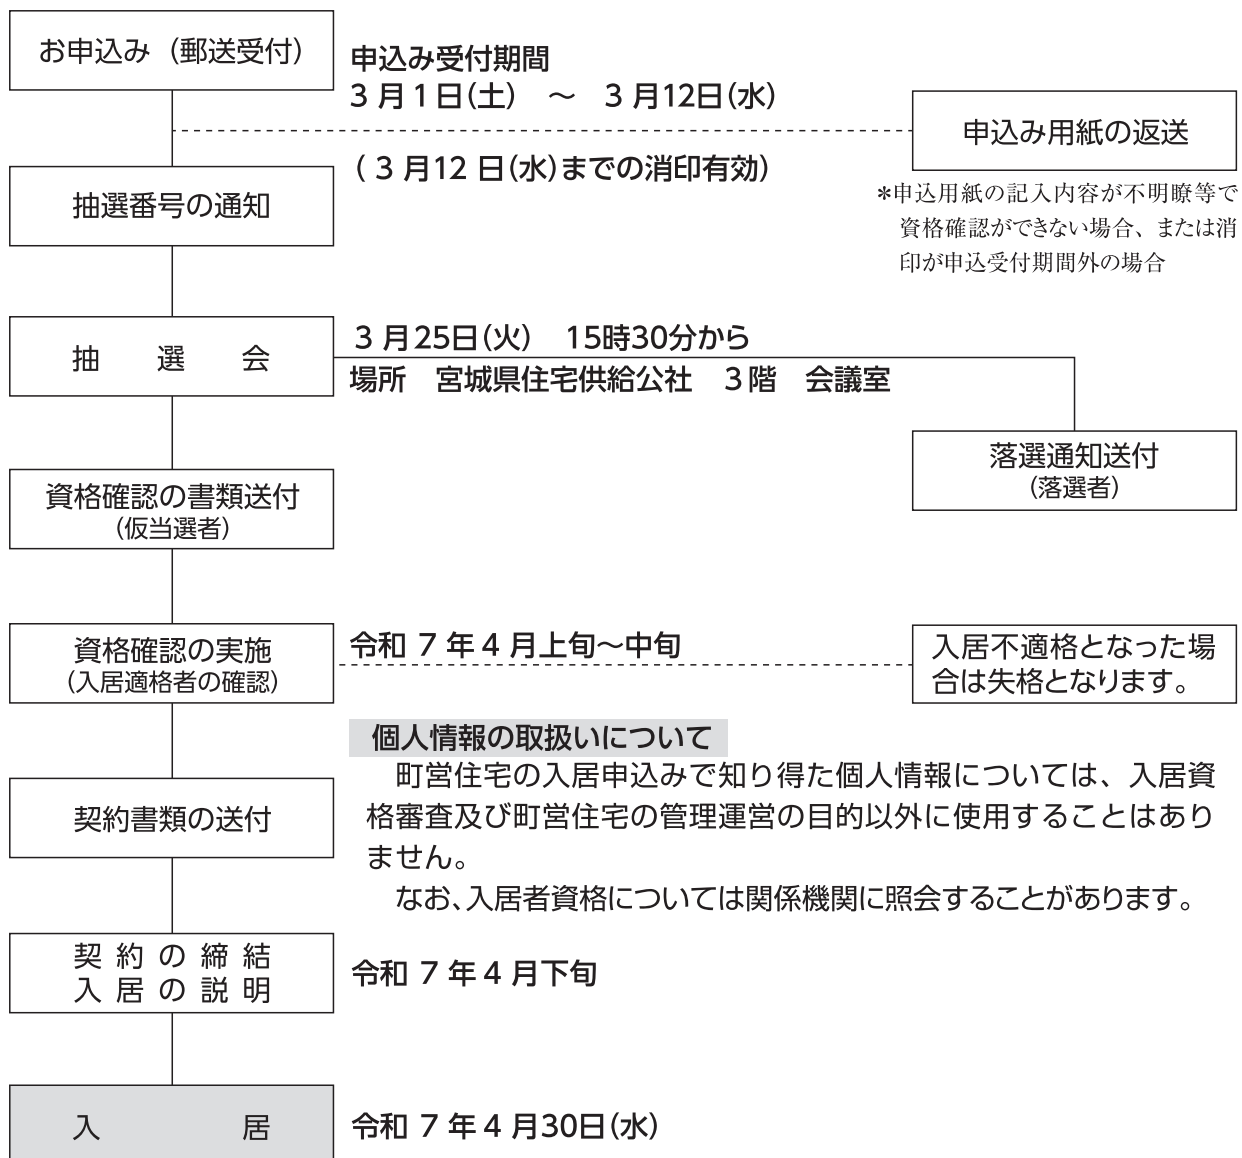 お申込み（郵送受付）
申込み受付期間
3月1日（土） ～ 3月12日（水）
（3月12日（水）までの消印有効）
申込み用紙の返送
＊申込用紙の記入内容が不明瞭等で
資格確認ができない場合、または消
印が申込受付期間外の場合
抽選番号の通知
抽選会
3月25日（火） 15時30分から
場所 宮城県住宅供給公社 3階 会議室
落選通知送付
（落選者）
資格確認の書類送付
（仮当選者）
資格確認の実施
（入居適格者の確認）
令和7年4月上旬～中旬
入居不適格となった場
合は失格となります。
個人情報の取扱いについて
町営住宅の入居申込みで知り得た個人情報については、入居資
格審査及び町営住宅の管理運営の目的以外に使用することはあり
ません。
なお、入居者資格については関係機関に照会することがあります。
契約書類の送付
契約の締結
入居の説明
令和7年4月下旬
入居
令和7年4月30日（水）